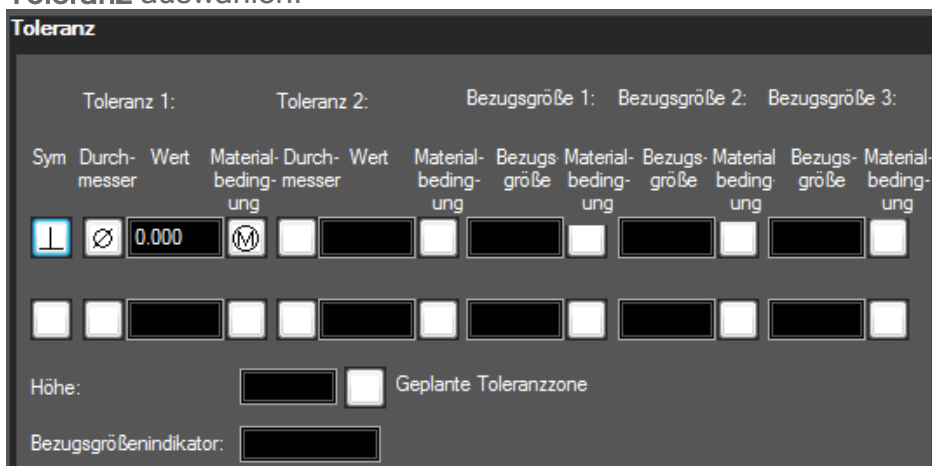 Toleranz auswählen.
Toleranz
Toleranz 1: Toleranz 2: Bezugsgröße 1: Bezugsgröße 2: Bezugsgröße 3:
Sym Durch- Wert Material- Durch- Wert Material- Bezugs Material- Bezugs- Material Bezugs- Material-
messer beding- messer beding- größe beding- größe beding größe beding-
ung ung ung ung ung
⊥ ⌀ 0.000 Ⓜ
Höhe: Geplante Toleranzzone
Bezugsgrößenindikator: